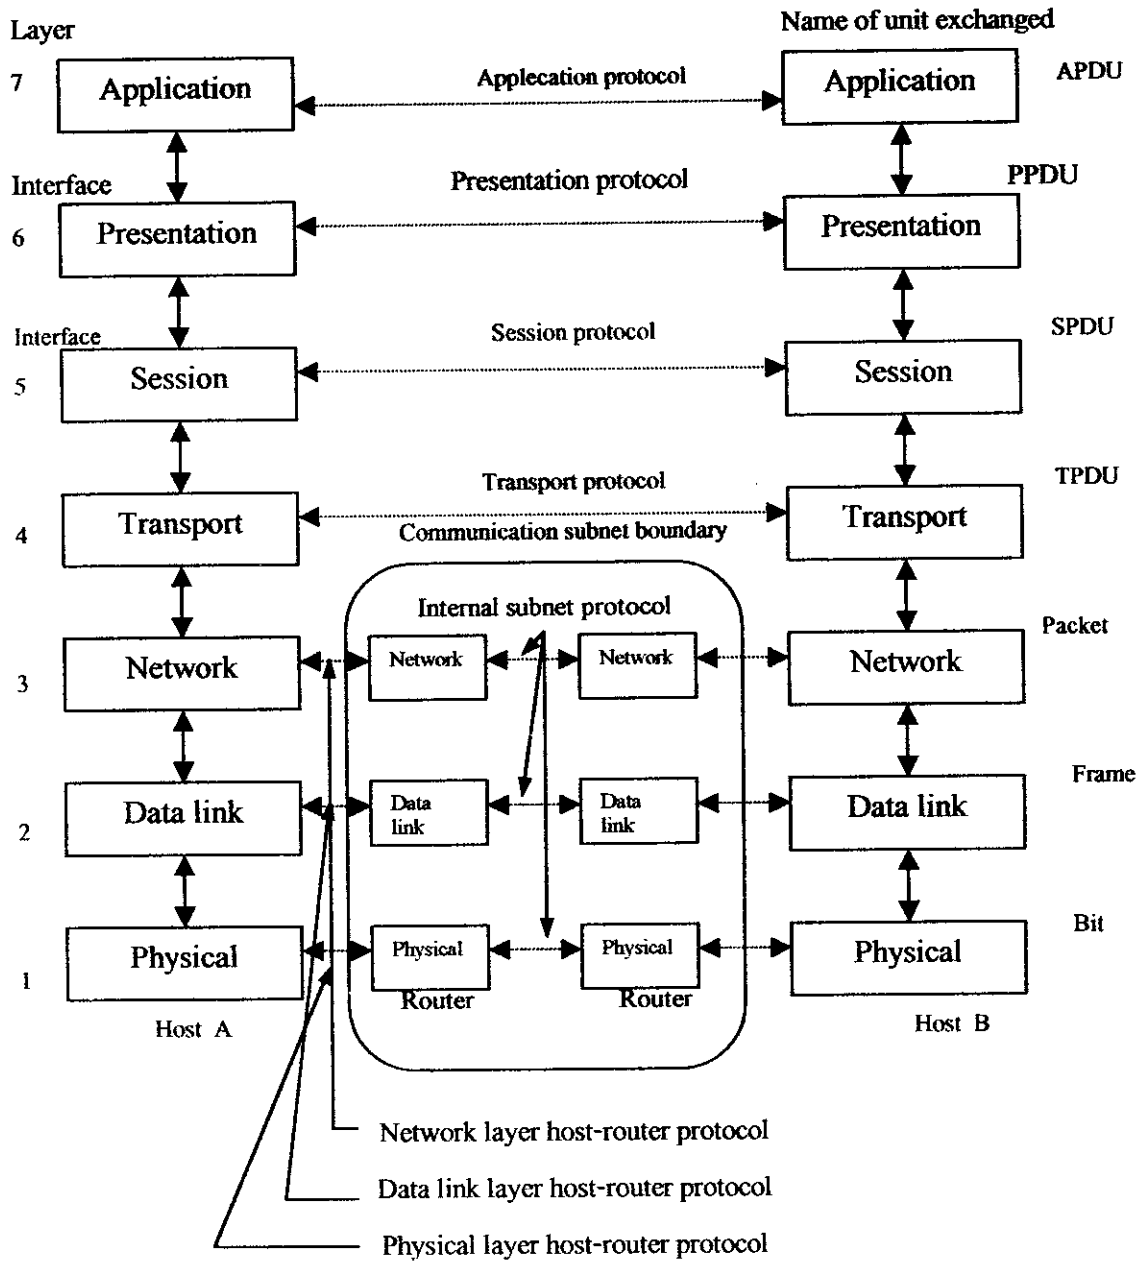 Layer
Name of unit exchanged
7
Application
Applecation protocol
Application
APDU
Interface
Presentation protocol
PPDU
6
Presentation
Presentation
Interface
Session protocol
SPDU
5
Session
Session
Transport protocol
TPDU
4
Transport
Transport
Communication subnet boundary
Internal subnet protocol
Packet
3
Network
Network
Network
Network
Frame
2
Data link
Data
link
Data
link
Data link
Bit
1
Physical
Physical
Physical
Physical
Router
Router
Host A
Host B
Network layer host-router protocol
Data link layer host-router protocol
Physical layer host-router protocol